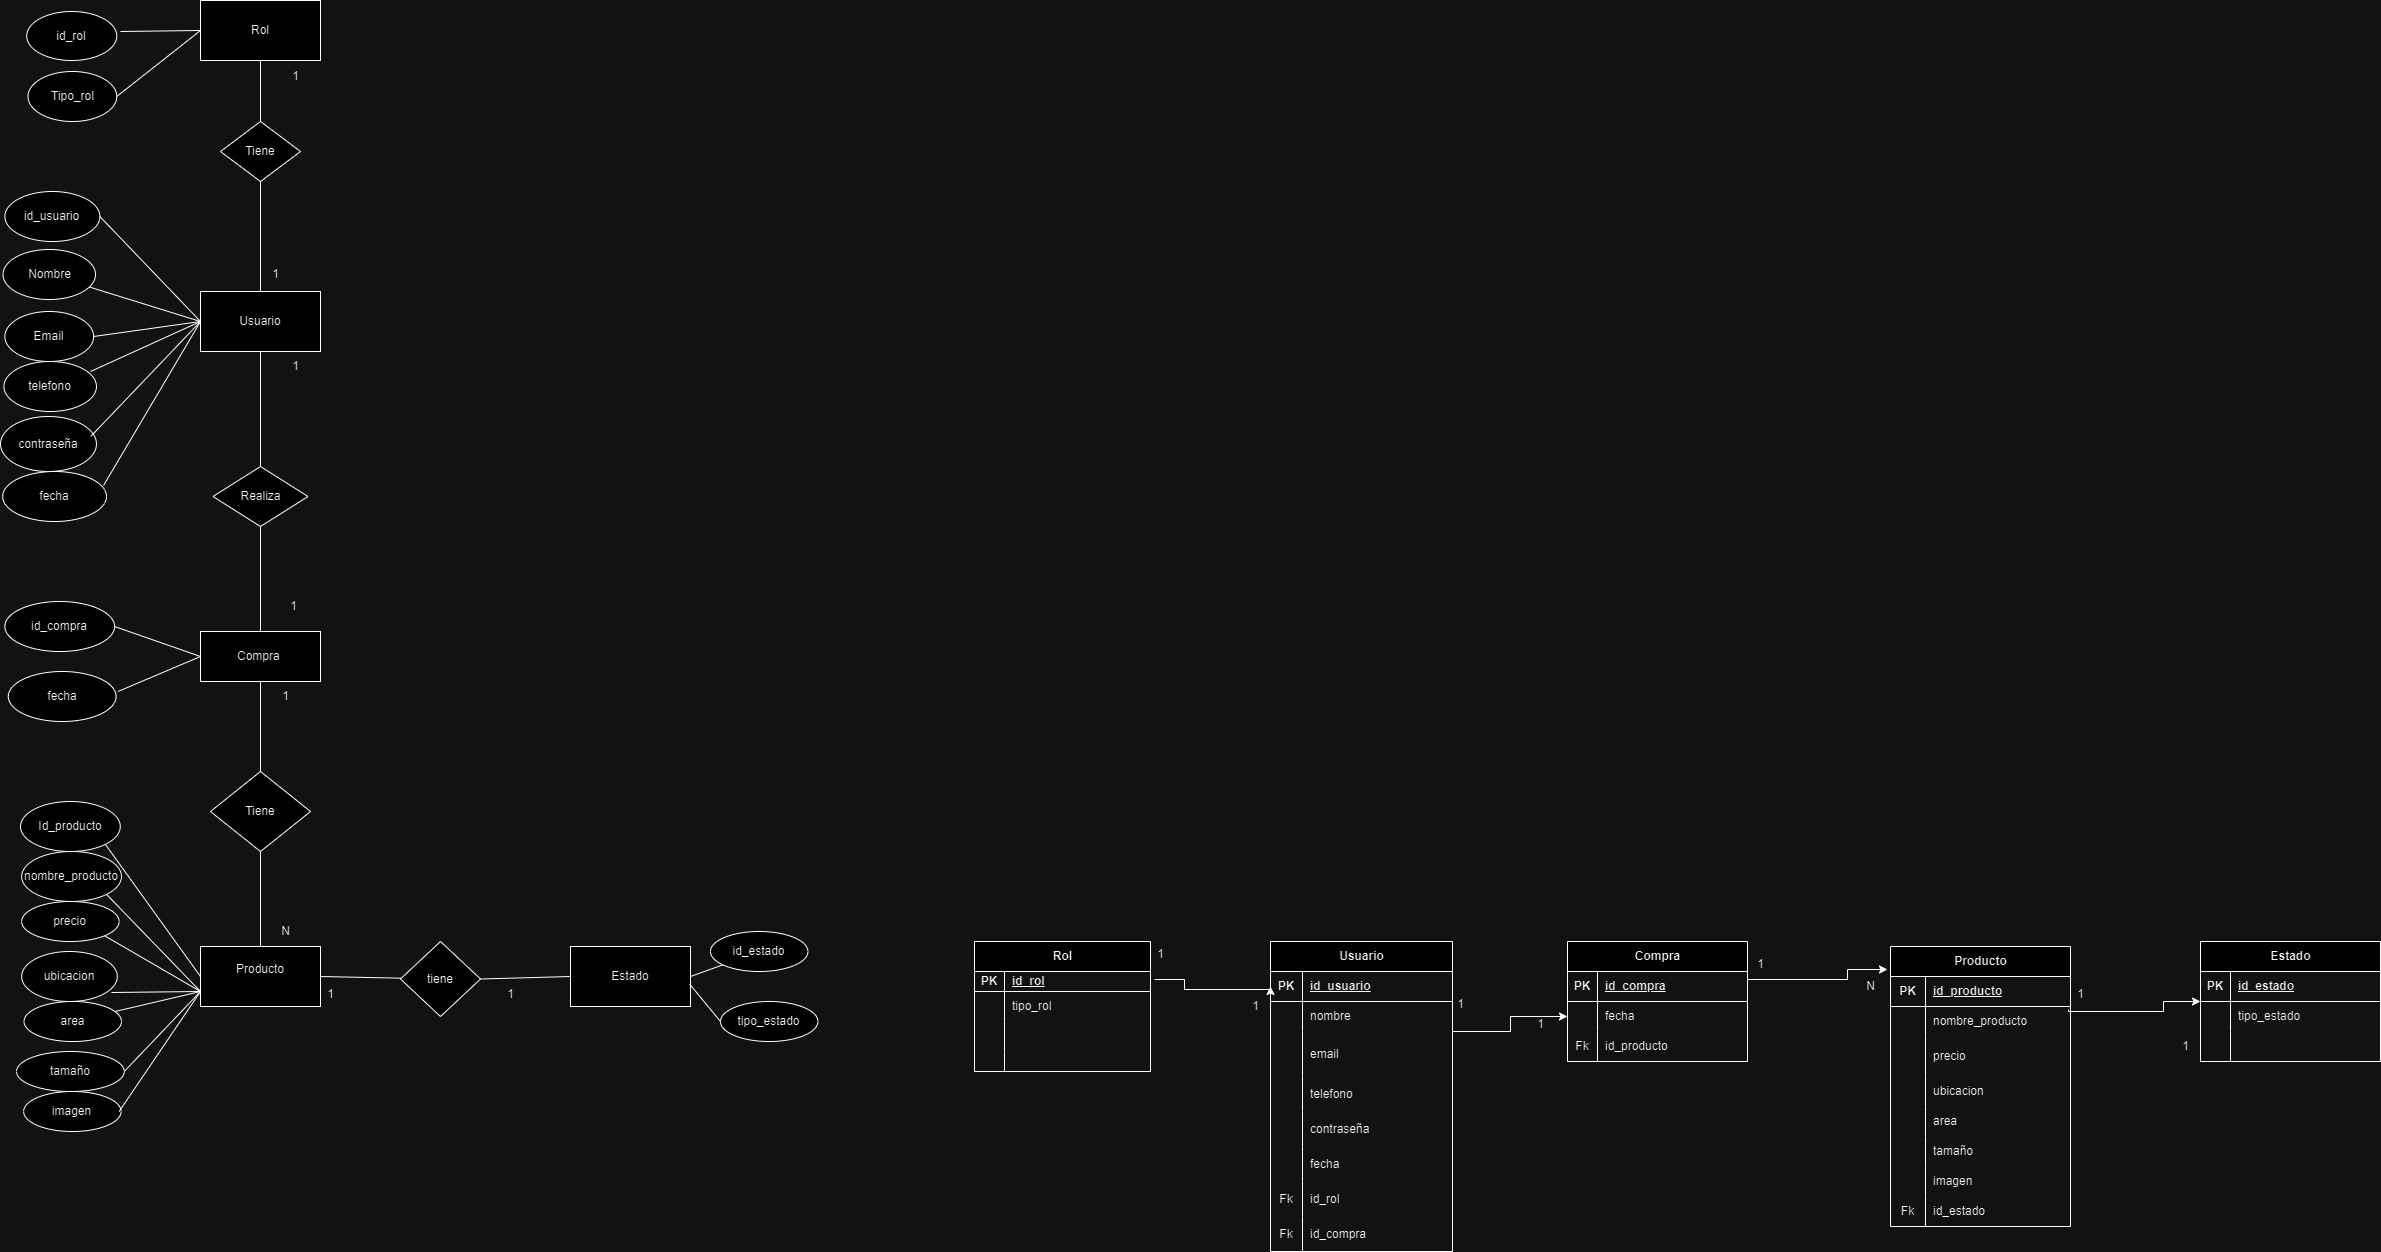 Rol
id_rol
1
Tipo_rol
Tiene
id_usuario
1
Nombre
Usuario
Email
1
telefono
contraseña
Realiza
fecha
1
id_compra
Compra
fecha
1
Tiene
Id_producto
nombre_producto
precio
N
ubicacion
Producto
1
tiene
1
Estado
id_estado
tipo_estado
area
tamaño
imagen
Rol
PK id_rol
tipo_rol
1
1
Usuario
PK id_usuario
nombre
email
telefono
contraseña
fecha
Fk id_rol
Fk id_compra
1
1
Compra
PK id_compra
fecha
Fk id_producto
1
N
Producto
PK id_producto
nombre_producto
precio
ubicacion
area
tamaño
imagen
Fk id_estado
1
1
Estado
PK id_estado
tipo_estado